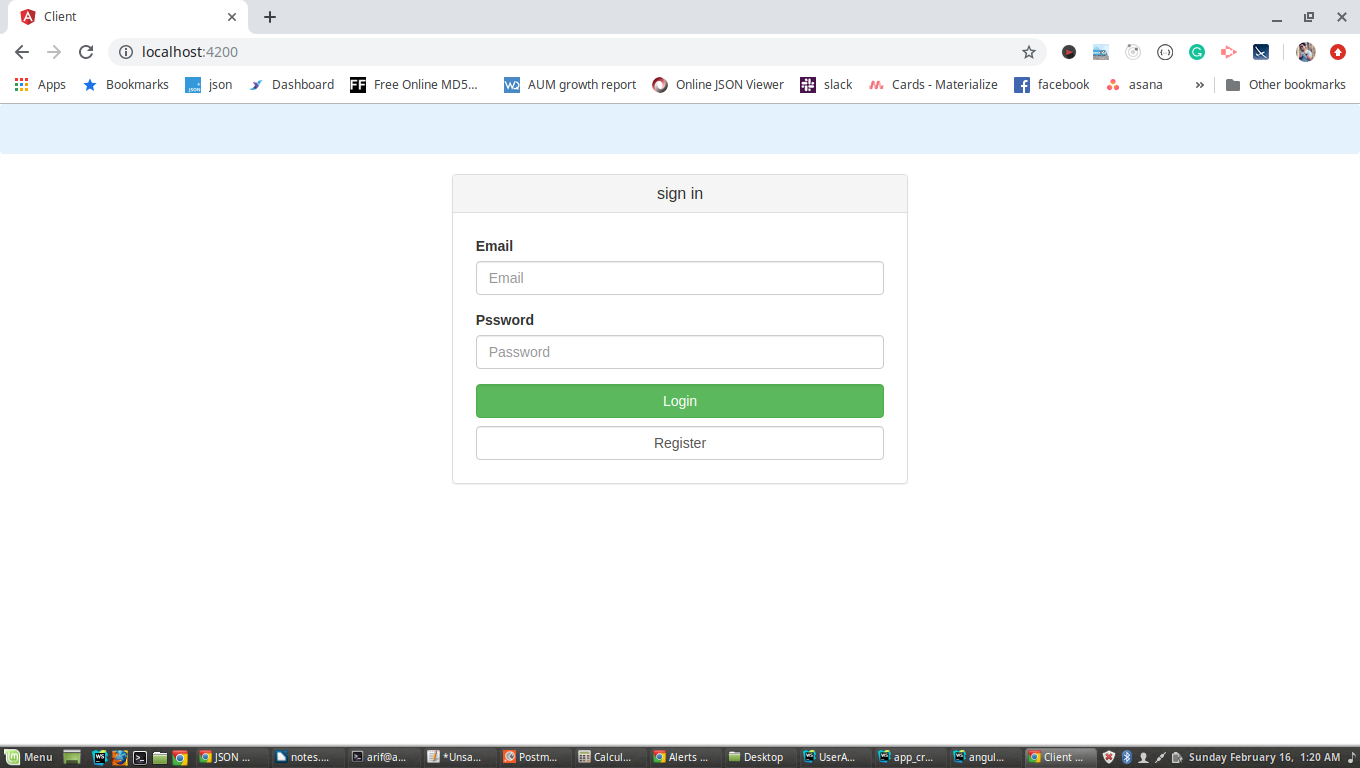 Client
localhost:4200
Apps Bookmarks json Dashboard Free Online MD5... AUM growth report Online JSON Viewer slack Cards - Materialize facebook asana » Other bookmarks
sign in
Email
Email
Pssword
Password
Login
Register
Menu JSON ... notes.... arif@a... *Unsa... Postm... Calcul... Alerts ... Desktop UserA... app_cr... angul... Client ... Sunday February 16, 1:20 AM